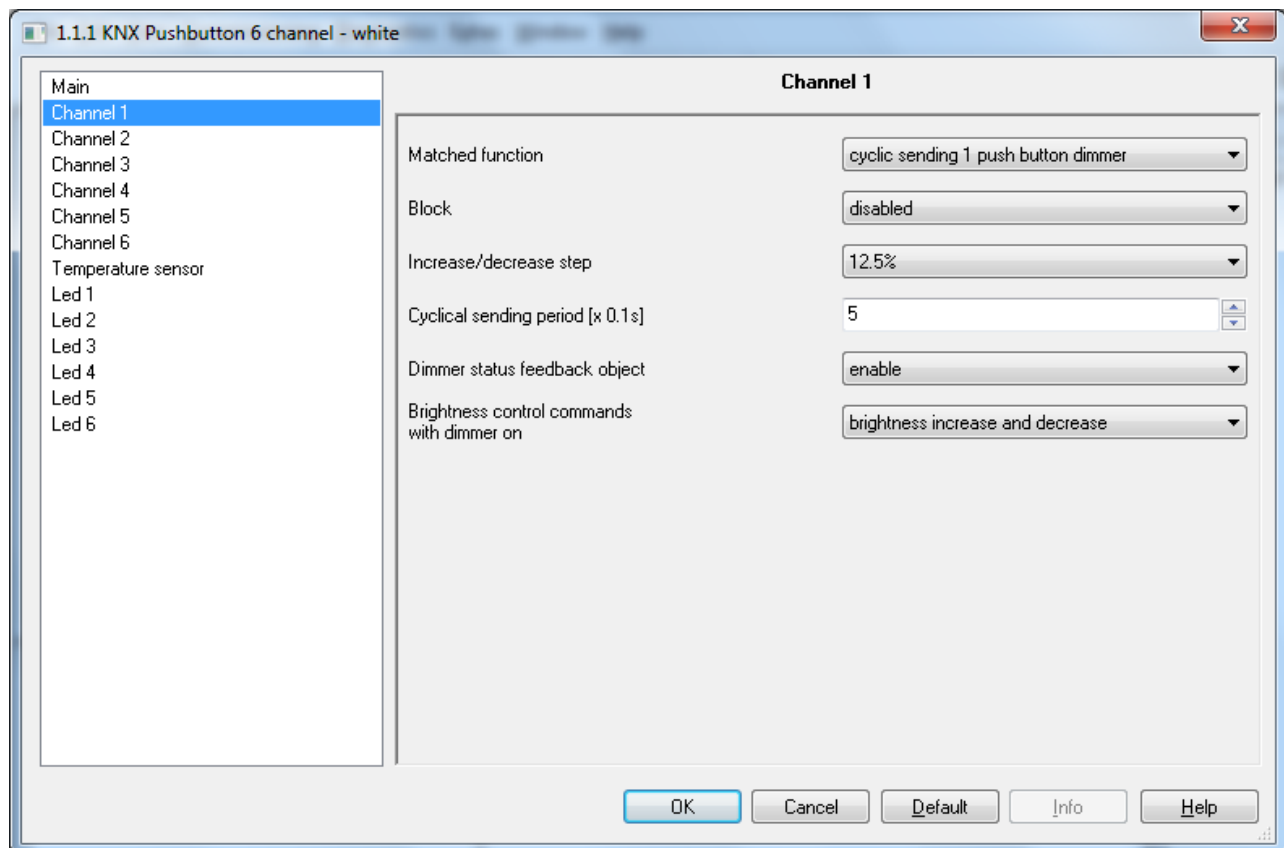 1.1.1 KNX Pushbutton 6 channel - white
Main
Channel 1
Channel 2
Channel 3
Channel 4
Channel 5
Channel 6
Temperature sensor
Led 1
Led 2
Led 3
Led 4
Led 5
Led 6
Channel 1
Matched function
cyclic sending 1 push button dimmer
Block
disabled
Increase/decrease step
12.5%
Cyclical sending period [x 0.1s]
5
Dimmer status feedback object
enable
Brightness control commands
with dimmer on
brightness increase and decrease
OK
Cancel
Default
Info
Help